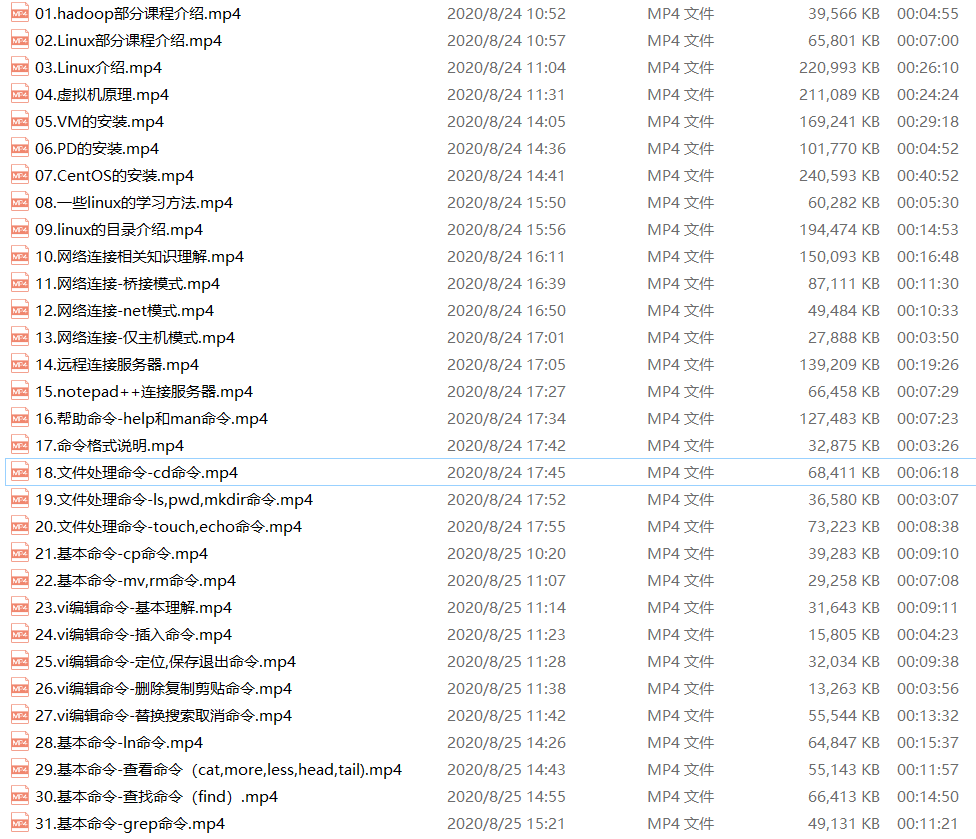 01.hadoop部分课程介绍.mp4 2020/8/24 10:52 MP4 文件 39,566 KB 00:04:55
02.Linux部分课程介绍.mp4 2020/8/24 10:57 MP4 文件 65,801 KB 00:07:00
03.Linux介绍.mp4 2020/8/24 11:04 MP4 文件 220,993 KB 00:26:10
04.虚拟机原理.mp4 2020/8/24 11:31 MP4 文件 211,089 KB 00:24:24
05.VM的安装.mp4 2020/8/24 14:05 MP4 文件 169,241 KB 00:29:18
06.PD的安装.mp4 2020/8/24 14:36 MP4 文件 101,770 KB 00:04:52
07.CentOS的安装.mp4 2020/8/24 14:41 MP4 文件 240,593 KB 00:40:52
08.一些linux的学习方法.mp4 2020/8/24 15:50 MP4 文件 60,282 KB 00:05:30
09.linux的目录介绍.mp4 2020/8/24 15:56 MP4 文件 194,474 KB 00:14:53
10.网络连接相关知识理解.mp4 2020/8/24 16:11 MP4 文件 150,093 KB 00:16:48
11.网络连接-桥接模式.mp4 2020/8/24 16:39 MP4 文件 87,111 KB 00:11:30
12.网络连接-net模式.mp4 2020/8/24 16:50 MP4 文件 49,484 KB 00:10:33
13.网络连接-仅主机模式.mp4 2020/8/24 17:01 MP4 文件 27,888 KB 00:03:50
14.远程连接服务器.mp4 2020/8/24 17:05 MP4 文件 139,209 KB 00:19:26
15.notepad++连接服务器.mp4 2020/8/24 17:27 MP4 文件 66,458 KB 00:07:29
16.帮助命令-help和man命令.mp4 2020/8/24 17:34 MP4 文件 127,483 KB 00:07:23
17.命令格式说明.mp4 2020/8/24 17:42 MP4 文件 32,875 KB 00:03:26
18.文件处理命令-cd命令.mp4 2020/8/24 17:45 MP4 文件 68,411 KB 00:06:18
19.文件处理命令-ls,pwd,mkdir命令.mp4 2020/8/24 17:52 MP4 文件 36,580 KB 00:03:07
20.文件处理命令-touch,echo命令.mp4 2020/8/24 17:55 MP4 文件 73,223 KB 00:08:38
21.基本命令-cp命令.mp4 2020/8/25 10:20 MP4 文件 39,283 KB 00:09:10
22.基本命令-mv,rm命令.mp4 2020/8/25 11:07 MP4 文件 29,258 KB 00:07:08
23.vi编辑命令-基本理解.mp4 2020/8/25 11:14 MP4 文件 31,643 KB 00:09:11
24.vi编辑命令-插入命令.mp4 2020/8/25 11:23 MP4 文件 15,805 KB 00:04:23
25.vi编辑命令-定位,保存退出命令.mp4 2020/8/25 11:28 MP4 文件 32,034 KB 00:09:38
26.vi编辑命令-删除复制剪贴命令.mp4 2020/8/25 11:38 MP4 文件 13,263 KB 00:03:56
27.vi编辑命令-替换搜索取消命令.mp4 2020/8/25 11:42 MP4 文件 55,544 KB 00:13:32
28.基本命令-ln命令.mp4 2020/8/25 14:26 MP4 文件 64,847 KB 00:15:37
29.基本命令-查看命令（cat,more,less,head,tail).mp4 2020/8/25 14:43 MP4 文件 55,143 KB 00:11:57
30.基本命令-查找命令（find）.mp4 2020/8/25 14:55 MP4 文件 66,413 KB 00:14:50
31.基本命令-grep命令.mp4 2020/8/25 15:21 MP4 文件 49,131 KB 00:11:21